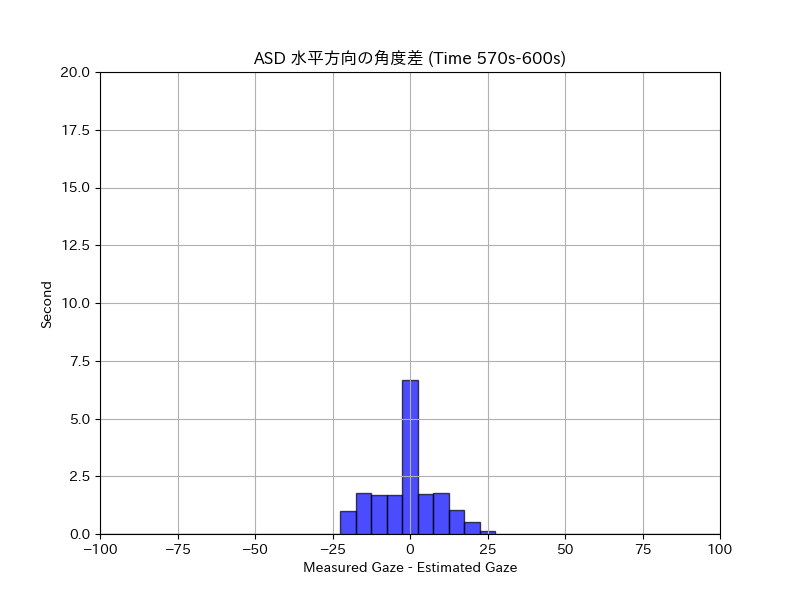 ASD 水平方向の角度差 (Time 570s-600s)
20.0
17.5
15.0
12.5
10.0
7.5
5.0
2.5
0.0
Second
−100 −75 −50 −25 0 25 50 75 100
Measured Gaze - Estimated Gaze